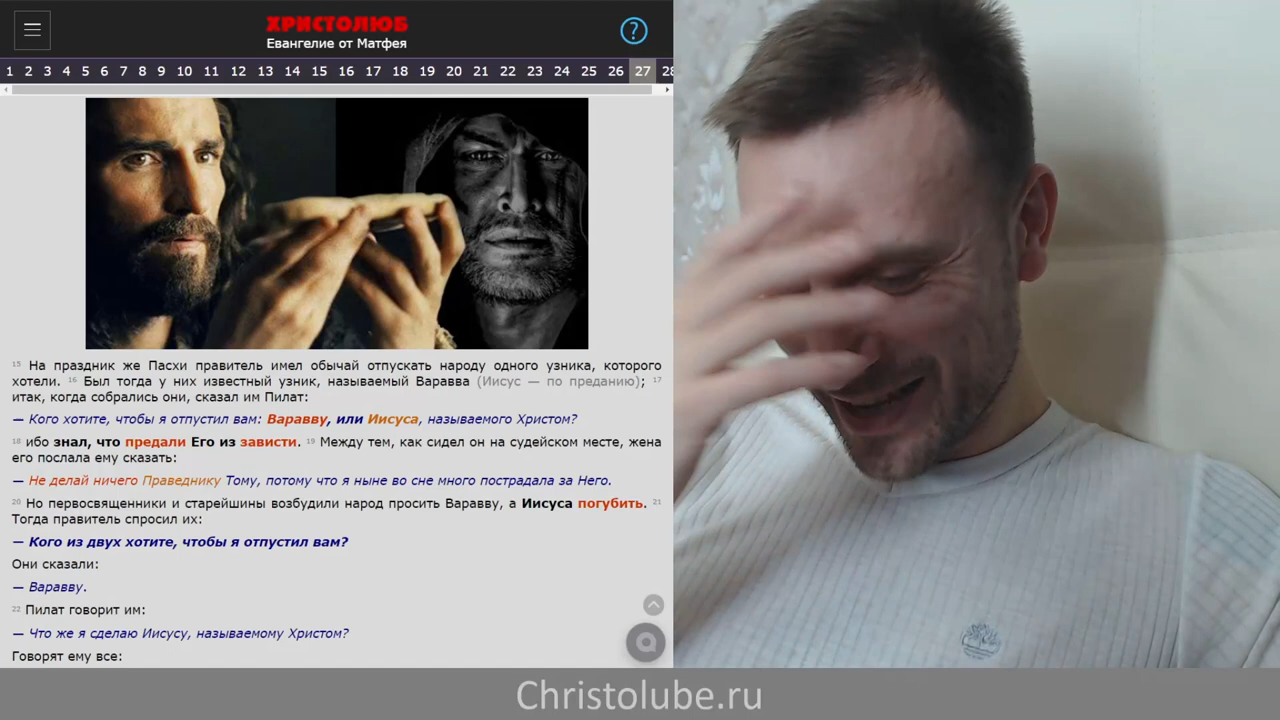 ХРИСТОЛЮБ
Евангелие от Матфея
1 2 3 4 5 6 7 8 9 10 11 12 13 14 15 16 17 18 19 20 21 22 23 24 25 26 27 28
15 На праздник же Пасхи правитель имел обычай отпускать народу одного узника, которого
хотели. 16 Был тогда у них известный узник, называемый Варавва (Иисус — по преданию); 17
итак, когда собрались они, сказал им Пилат:
— Кого хотите, чтобы я отпустил вам: Варавву, или Иисуса, называемого Христом?
18 ибо знал, что предали Его из зависти. 19 Между тем, как сидел он на судейском месте, жена
его послала ему сказать:
— Не делай ничего Праведнику Тому, потому что я ныне во сне много пострадала за Него.
20 Но первосвященники и старейшины возбудили народ просить Варавву, а Иисуса погубить. 21
Тогда правитель спросил их:
— Кого из двух хотите, чтобы я отпустил вам?
Они сказали:
— Варавву.
22 Пилат говорит им:
— Что же я сделаю Иисусу, называемому Христом?
Говорят ему все:
Christolube.ru